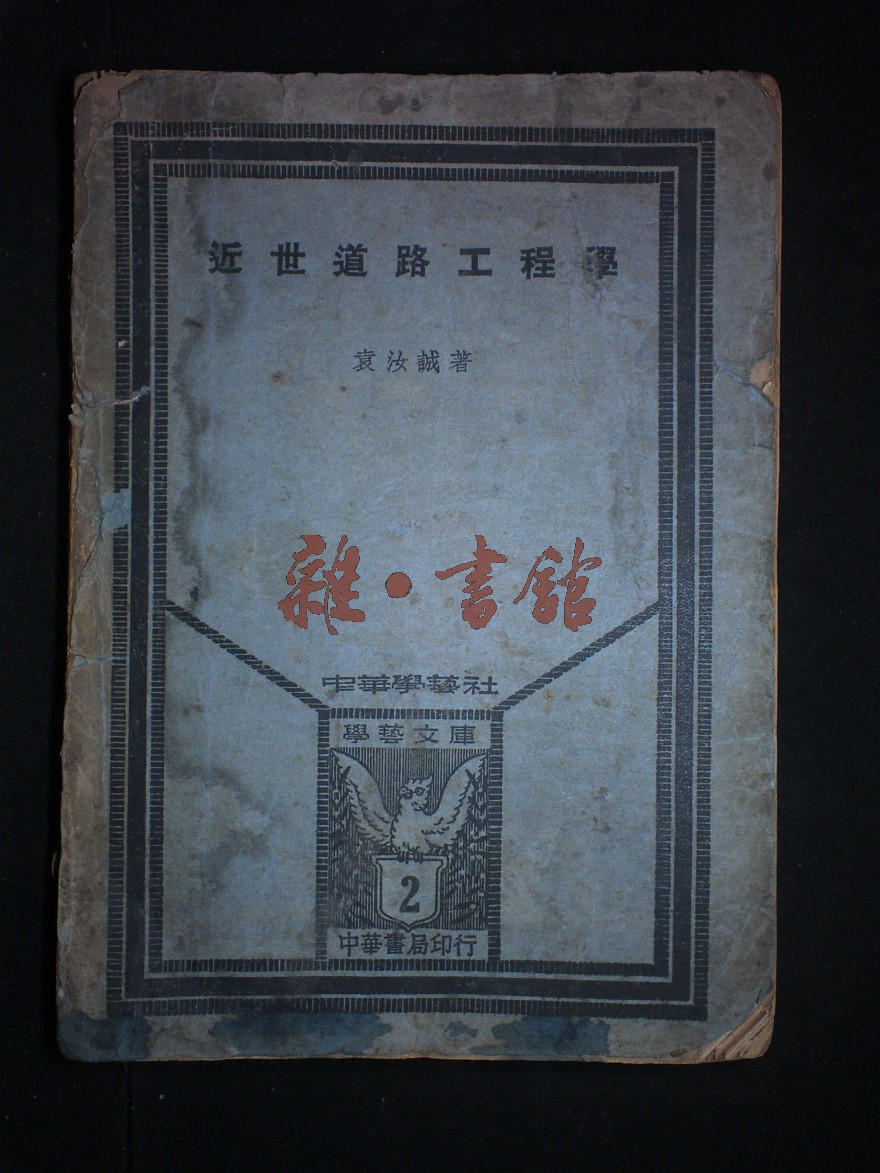 近世道路工程學
袁汝誠著
雜·書館
中華學藝社
學藝文庫
2
中華書局印行